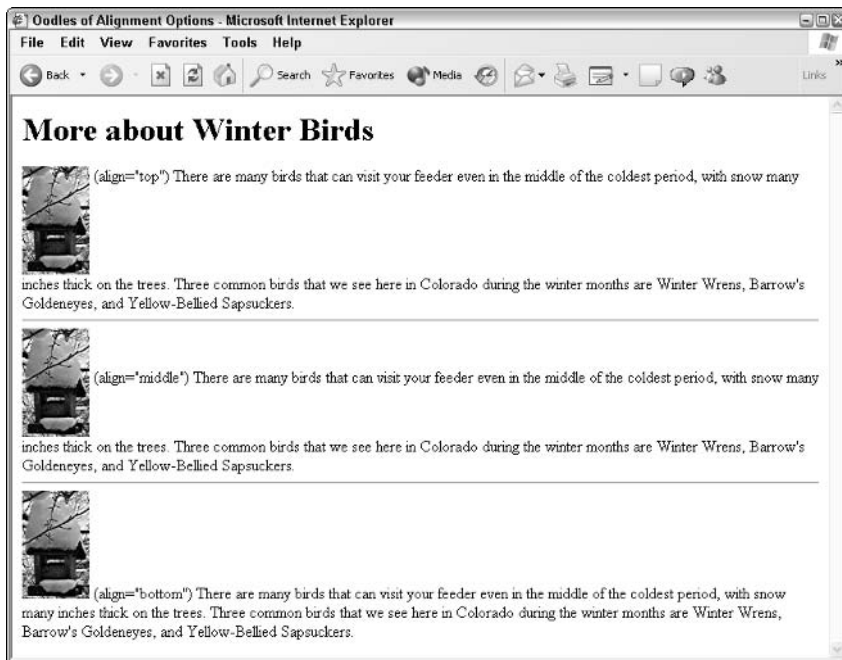 Oodles of Alignment Options - Microsoft Internet Explorer
File Edit View Favorites Tools Help
Back Search Favorites Media Links »
More about Winter Birds
(align="top") There are many birds that can visit your feeder even in the middle of the coldest period, with snow many
inches thick on the trees. Three common birds that we see here in Colorado during the winter months are Winter Wrens, Barrow's
Goldeneyes, and Yellow-Bellied Sapsuckers.
(align="middle") There are many birds that can visit your feeder even in the middle of the coldest period, with snow many
inches thick on the trees. Three common birds that we see here in Colorado during the winter months are Winter Wrens, Barrow's
Goldeneyes, and Yellow-Bellied Sapsuckers.
(align="bottom") There are many birds that can visit your feeder even in the middle of the coldest period, with snow
many inches thick on the trees. Three common birds that we see here in Colorado during the winter months are Winter Wrens,
Barrow's Goldeneyes, and Yellow-Bellied Sapsuckers.